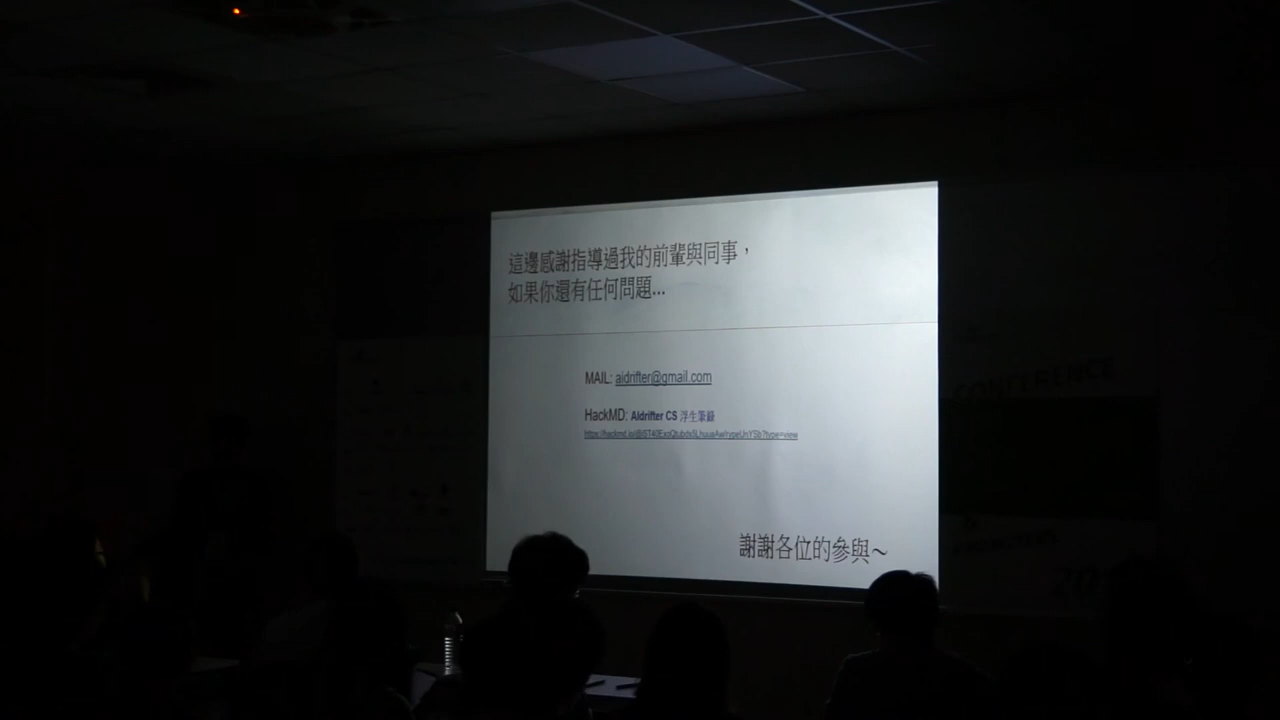 這邊感謝指導過我的前輩與同事，
如果你還有任何問題...
MAIL: aidrifter@gmail.com
HackMD: AIdrifter CS 浮生筆錄
謝謝各位的參與～
CONFERENCE